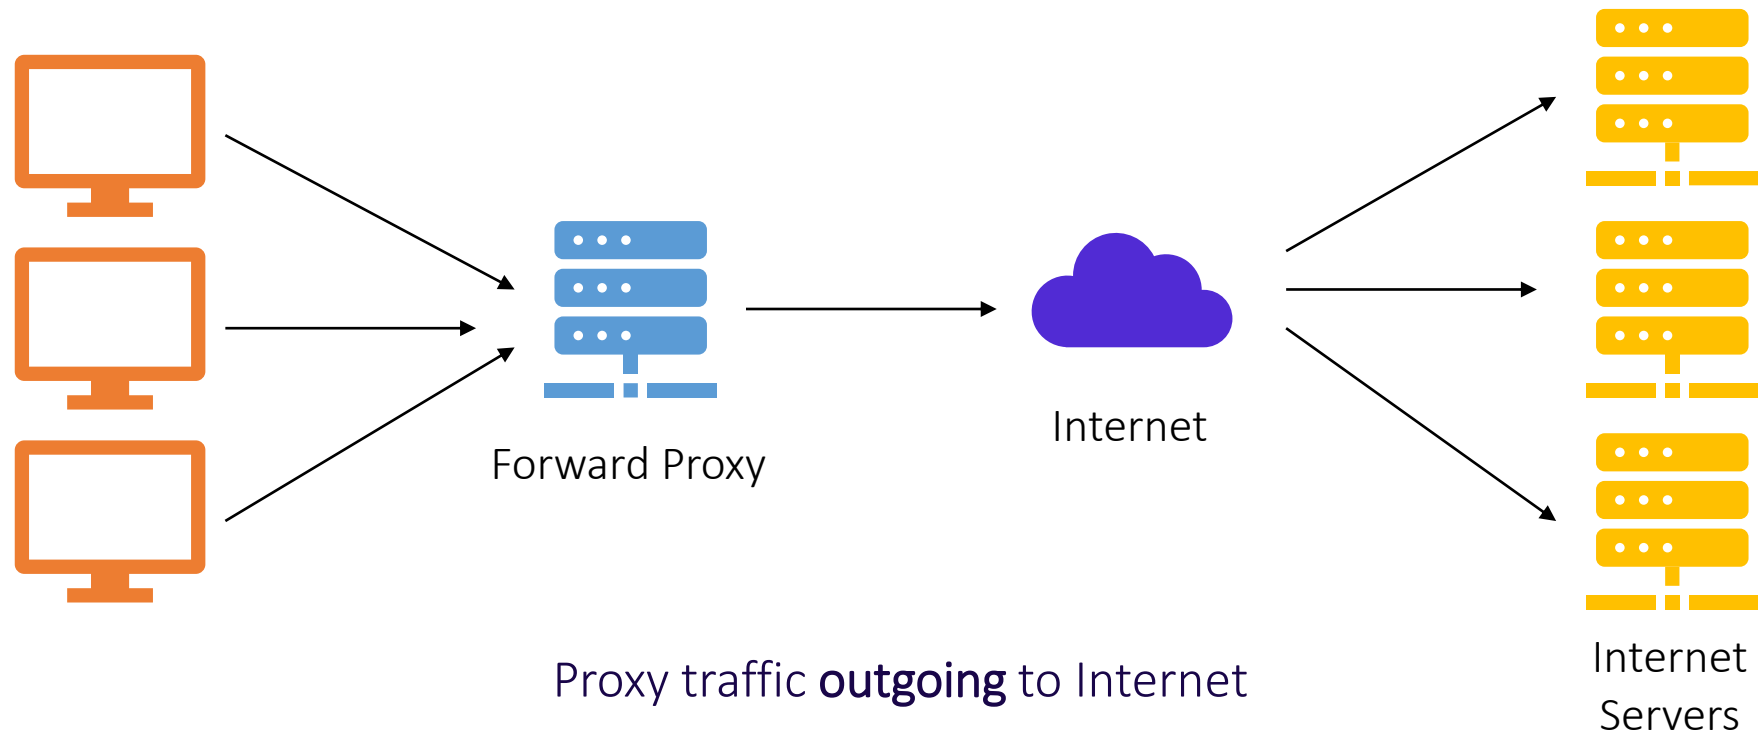 Forward Proxy
Internet
Internet
Servers
Proxy traffic outgoing to Internet